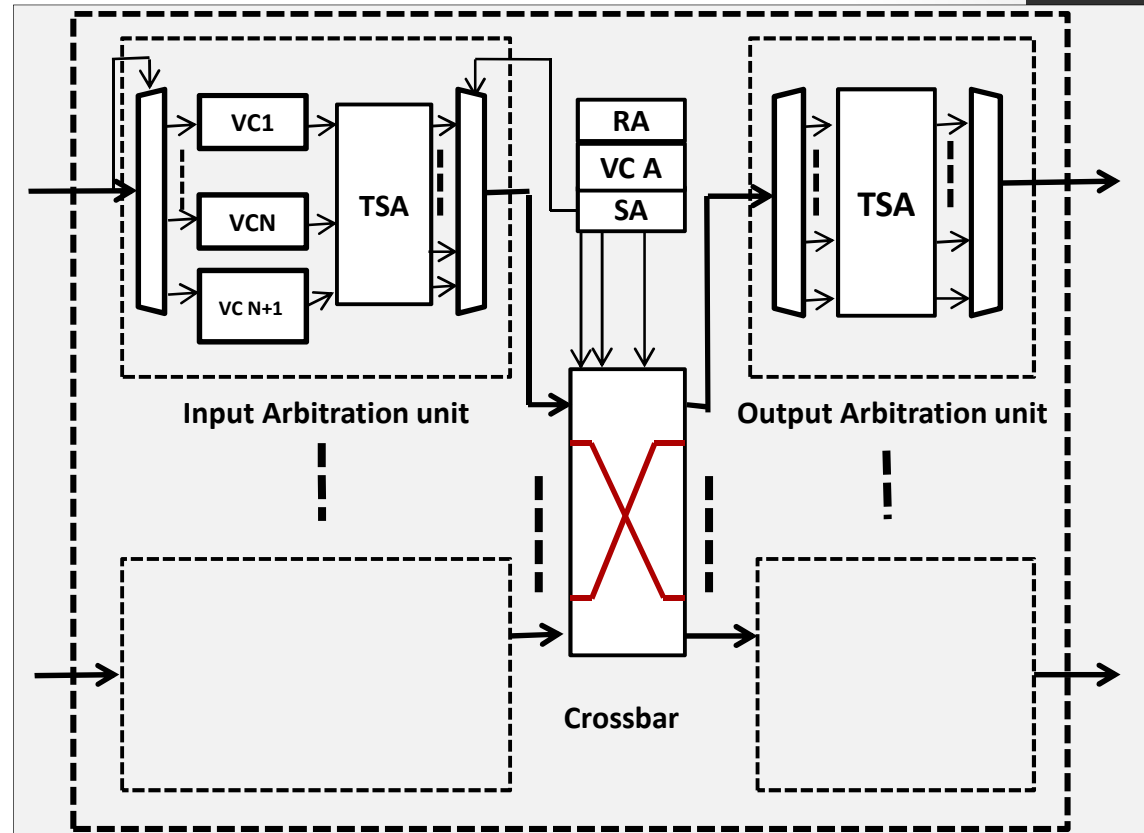 VC1
VCN
VC N+1
TSA
RA
VC A
SA
TSA
Input Arbitration unit
Output Arbitration unit
Crossbar